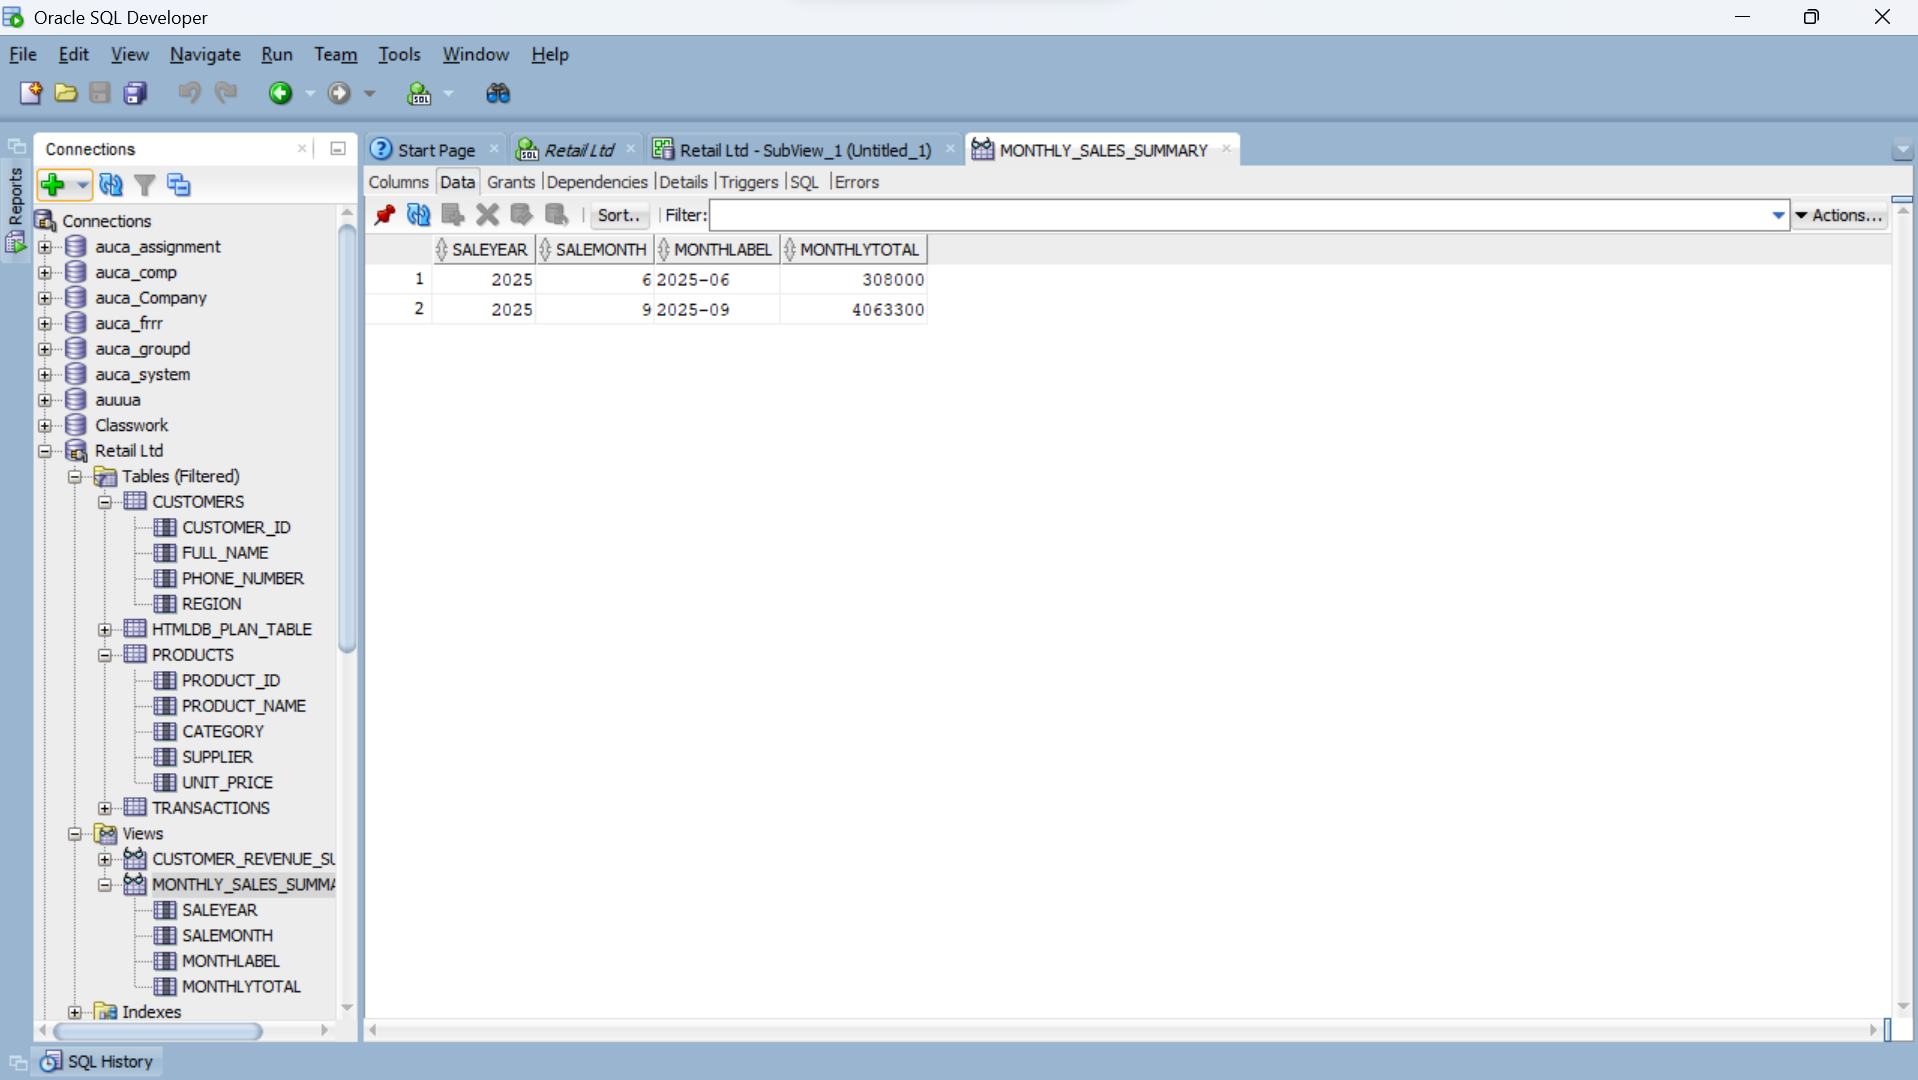 Oracle SQL Developer
File Edit View Navigate Run Team Tools Window Help
Connections
Start Page
Retail Ltd
Retail Ltd - SubView_1 (Untitled_1)
MONTHLY_SALES_SUMMARY
Reports
Columns Data Grants Dependencies Details Triggers SQL Errors
Sort.. Filter: Actions...
SALEYEAR SALEMONTH MONTHLABEL MONTHLYTOTAL
1 2025 6 2025-06 308000
2 2025 9 2025-09 4063300
Connections
auca_assignment
auca_comp
auca_Company
auca_frrr
auca_groupd
auca_system
auuua
Classwork
Retail Ltd
Tables (Filtered)
CUSTOMERS
CUSTOMER_ID
FULL_NAME
PHONE_NUMBER
REGION
HTMLDB_PLAN_TABLE
PRODUCTS
PRODUCT_ID
PRODUCT_NAME
CATEGORY
SUPPLIER
UNIT_PRICE
TRANSACTIONS
Views
CUSTOMER_REVENUE_SU
MONTHLY_SALES_SUMMA
SALEYEAR
SALEMONTH
MONTHLABEL
MONTHLYTOTAL
Indexes
SQL History